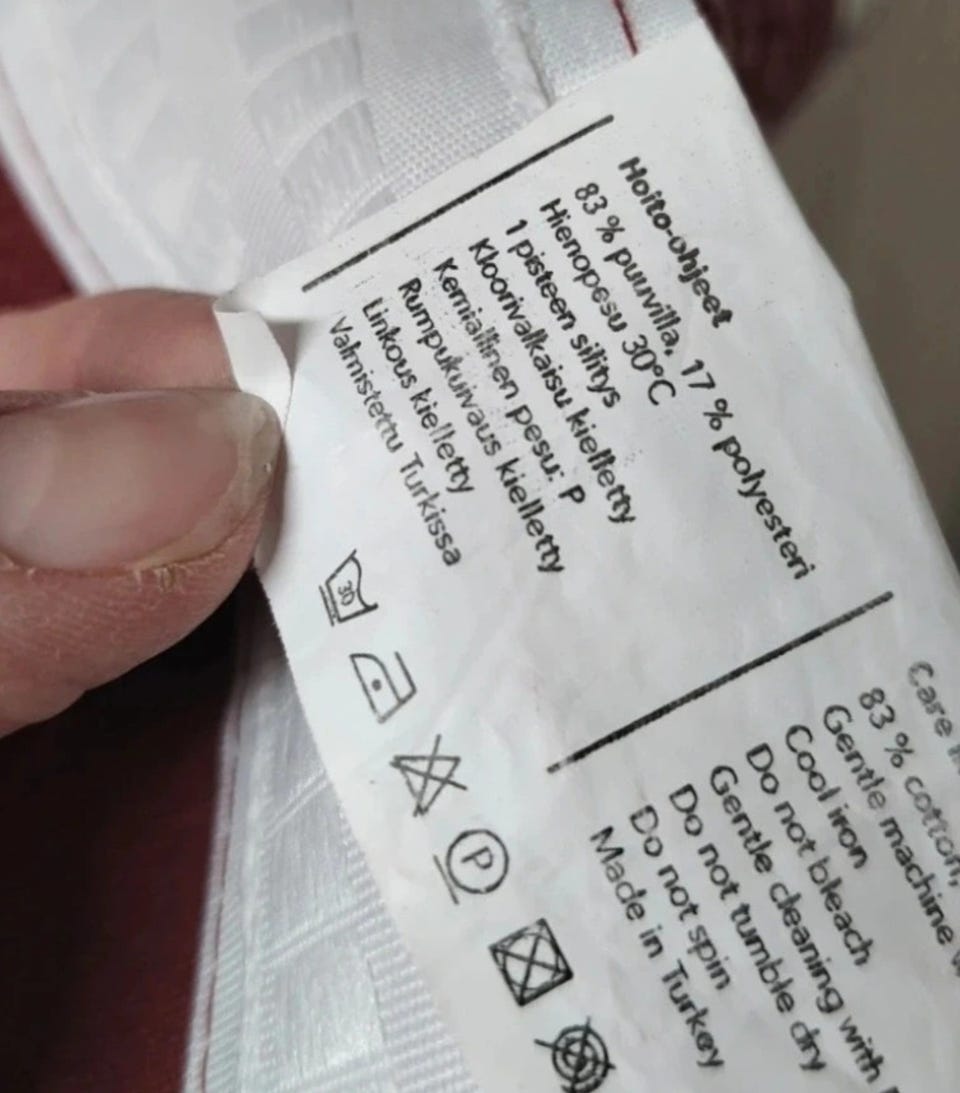 Hoito-ohjeet
83 % puuvilla, 17 % polyesteri
Hienopesu 30°C
1 pisteen silitys
Kloorivalkaisu kielletty
Kemiallinen pesu: P
Rumpukuivaus kielletty
Linkous kielletty
Valmistettu Turkissa
30
P
Care
83 % cotton,
Gentle machine
Cool iron
Do not bleach
Gentle cleaning with
Do not tumble dry
Do not spin
Made in Turkey